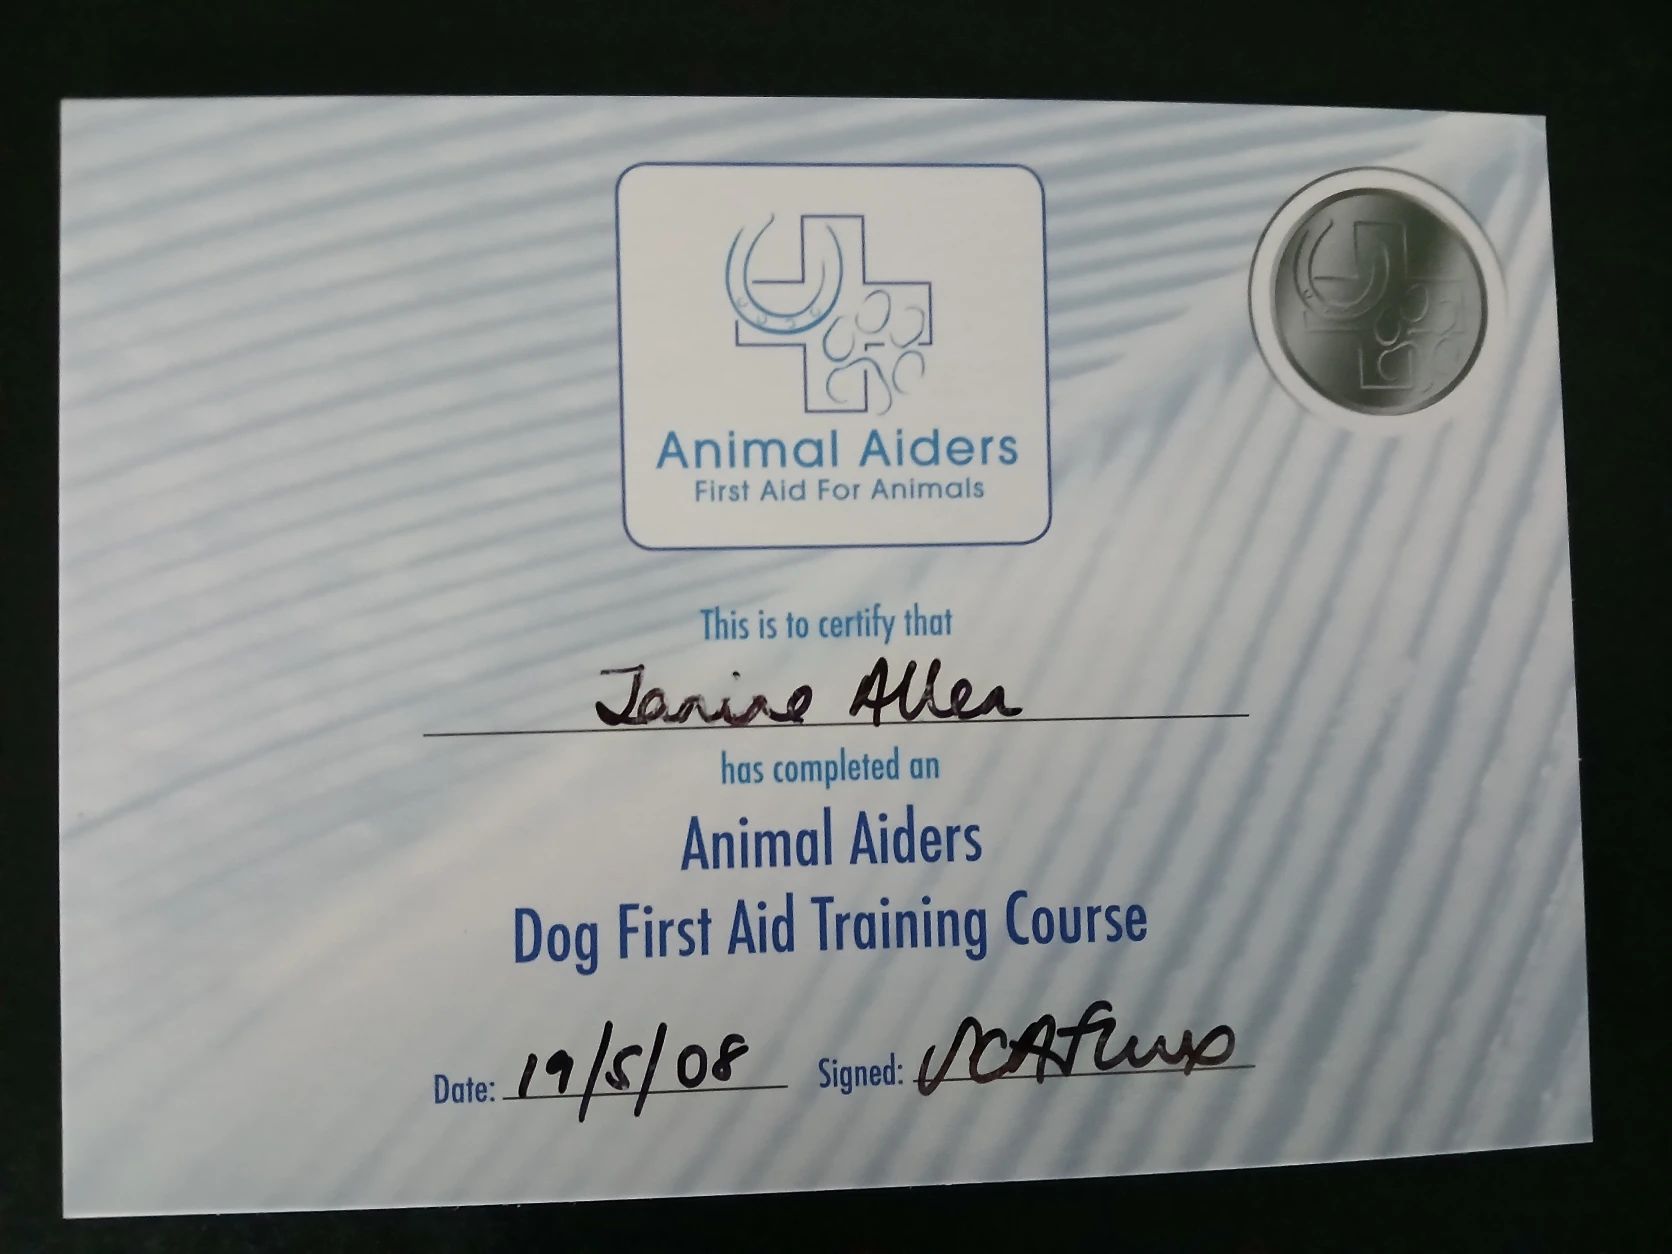 Animal Aiders
First Aid For Animals
This is to certify that
Janine Allen
has completed an
Animal Aiders
Dog First Aid Training Course
Date: 19/5/08 Signed: